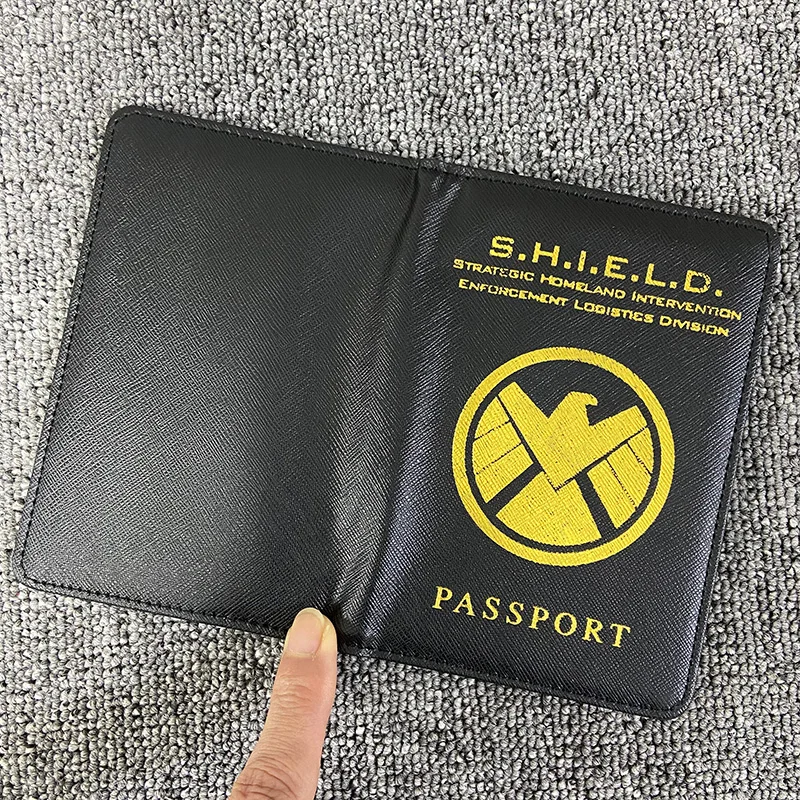 S.H.I.E.L.D.
STRATEGIC HOMELAND INTERVENTION
ENFORCEMENT LOGISTICS DIVISION
PASSPORT